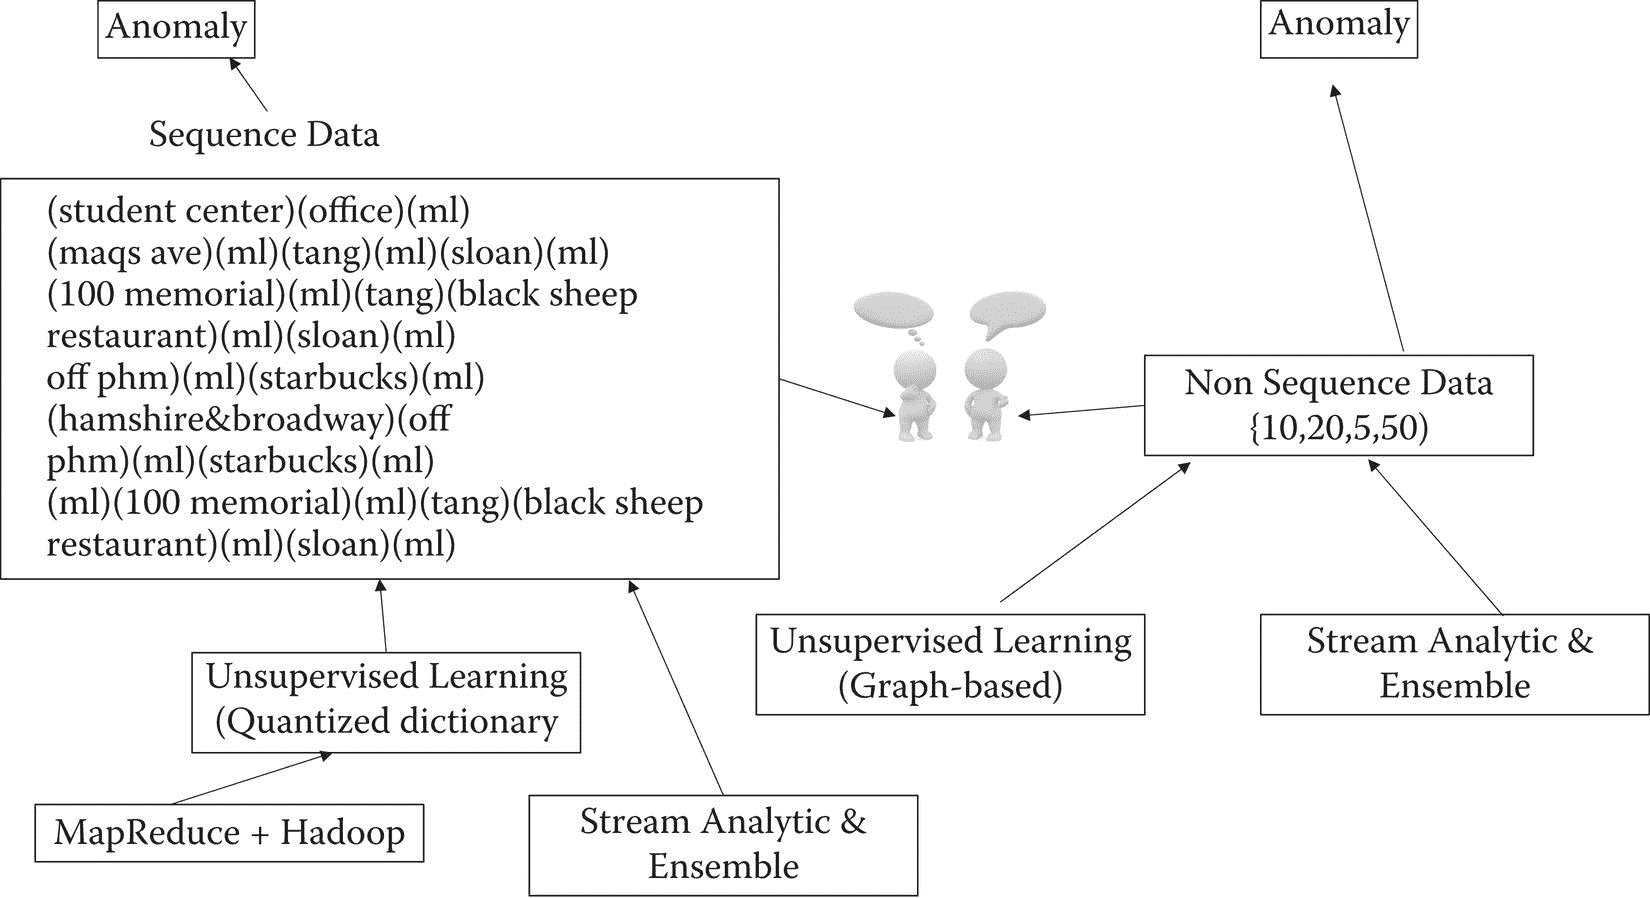 Anomaly
Anomaly
Sequence Data
(student center)(office)(ml)
(maqs ave)(ml)(tang)(ml)(sloan)(ml)
(100 memorial)(ml)(tang)(black sheep
restaurant)(ml)(sloan)(ml)
off phm)(ml)(starbucks)(ml)
(hamshire&broadway)(off
phm)(ml)(starbucks)(ml)
(ml)(100 memorial)(ml)(tang)(black sheep
restaurant)(ml)(sloan)(ml)
Non Sequence Data
{10,20,5,50)
Unsupervised Learning
(Quantized dictionary
MapReduce + Hadoop
Stream Analytic &
Ensemble
Unsupervised Learning
(Graph-based)
Stream Analytic &
Ensemble